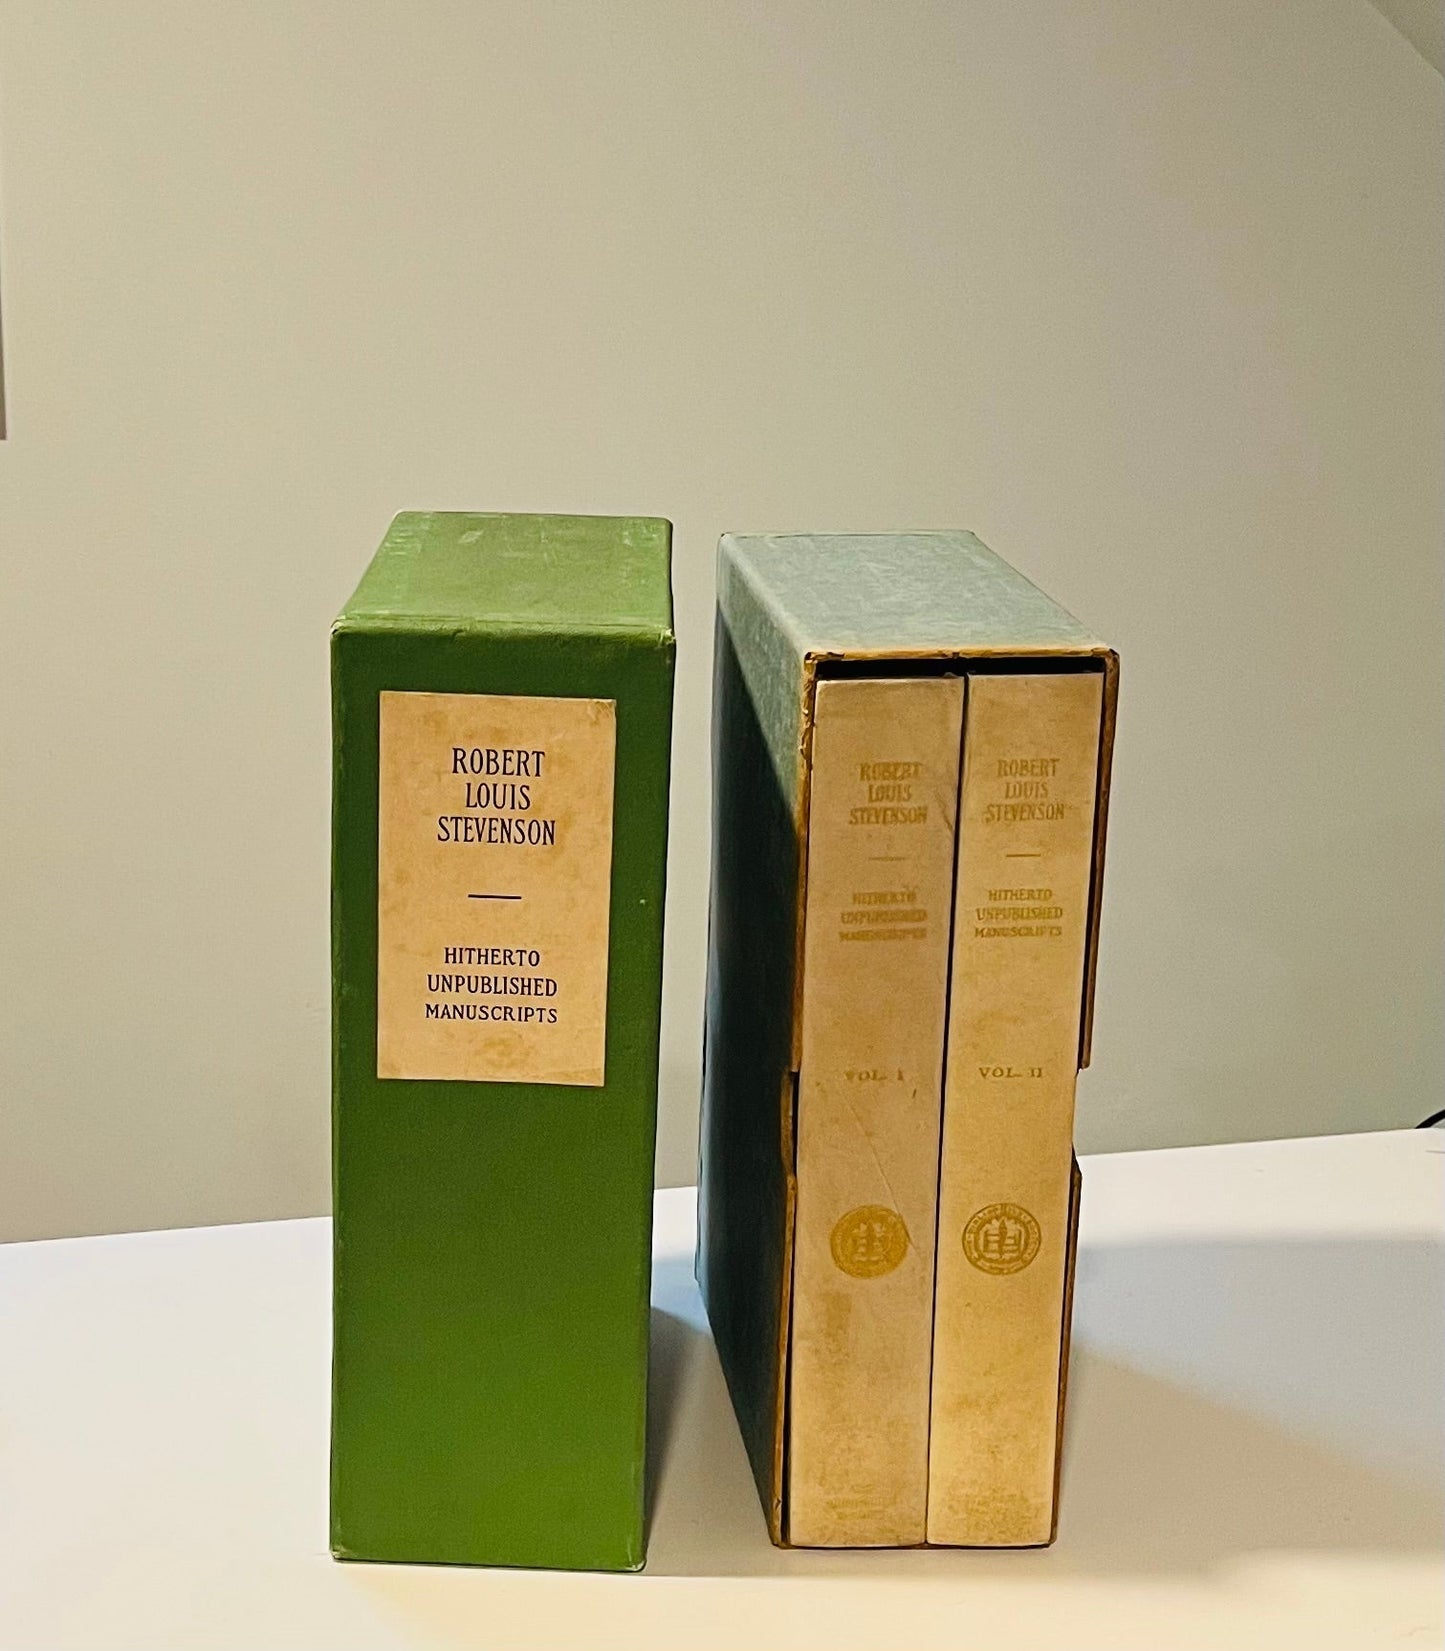 ROBERT
LOUIS
STEVENSON
HITHERTO
UNPUBLISHED
MANUSCRIPTS
ROBERT
LOUIS
STEVENSON
HITHERTO
UNPUBLISHED
MANUSCRIPTS
VOL. I
ROBERT
LOUIS
STEVENSON
HITHERTO
UNPUBLISHED
MANUSCRIPTS
VOL. II